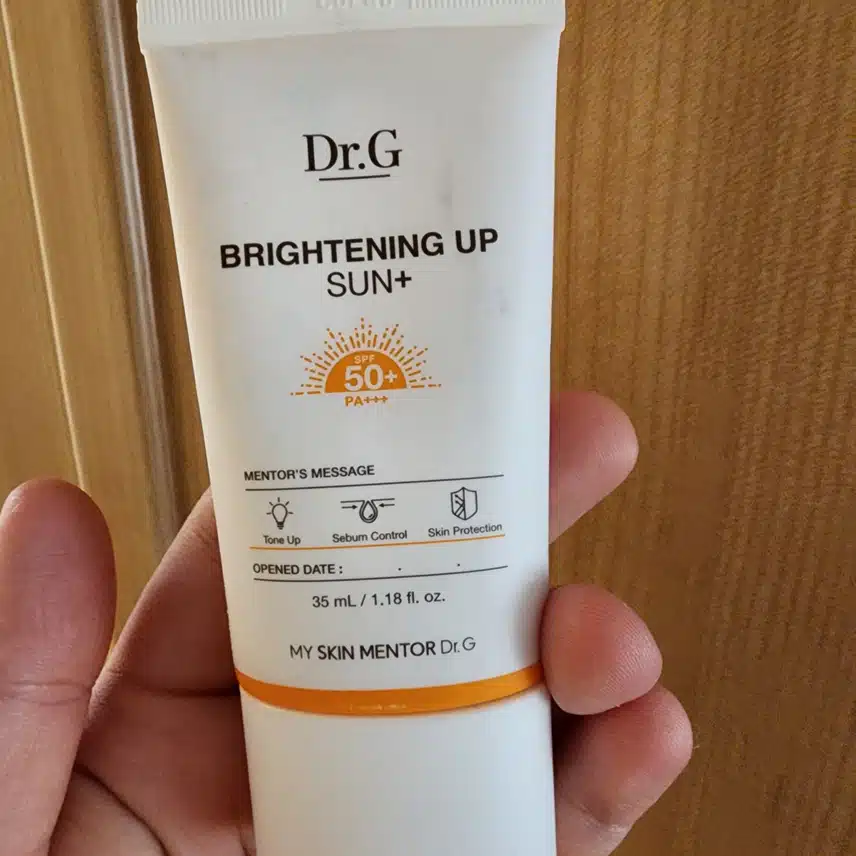 Dr.G
BRIGHTENING UP
SUN+
SPF
50+
PA+++
MENTOR'S MESSAGE
Tone Up
Sebum Control
Skin Protection
OPENED DATE : . .
35 mL / 1.18 fl. oz.
MY SKIN MENTOR Dr.G